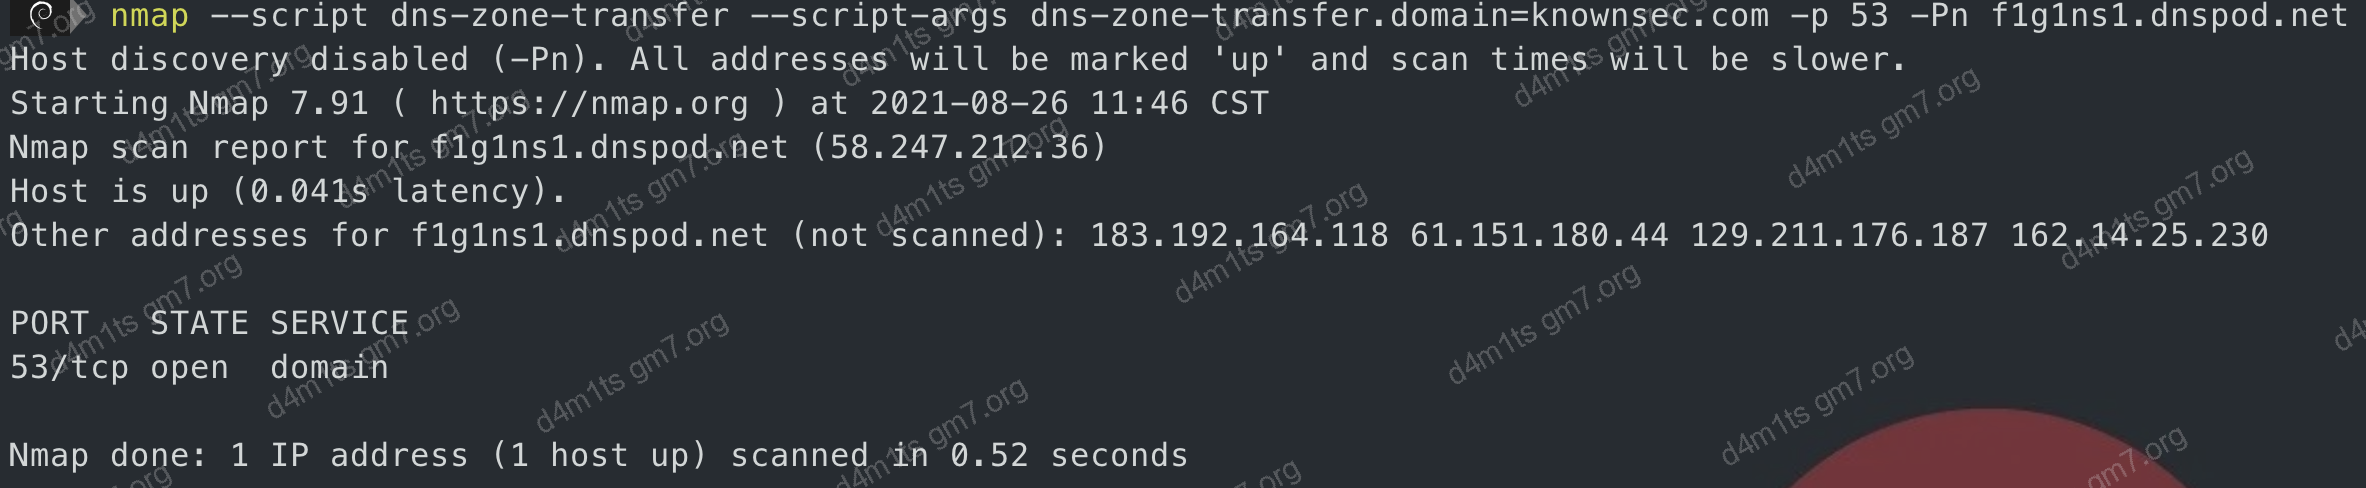 nmap --script dns-zone-transfer --script-args dns-zone-transfer.domain=knownsec.com -p 53 -Pn f1g1ns1.dnspod.net
Host discovery disabled (-Pn). All addresses will be marked 'up' and scan times will be slower.
Starting Nmap 7.91 ( https://nmap.org ) at 2021-08-26 11:46 CST
Nmap scan report for f1g1ns1.dnspod.net (58.247.212.36)
Host is up (0.041s latency).
Other addresses for f1g1ns1.dnspod.net (not scanned): 183.192.164.118 61.151.180.44 129.211.176.187 162.14.25.230
PORT   STATE SERVICE
53/tcp open  domain
Nmap done: 1 IP address (1 host up) scanned in 0.52 seconds
d4m1ts gm7.org